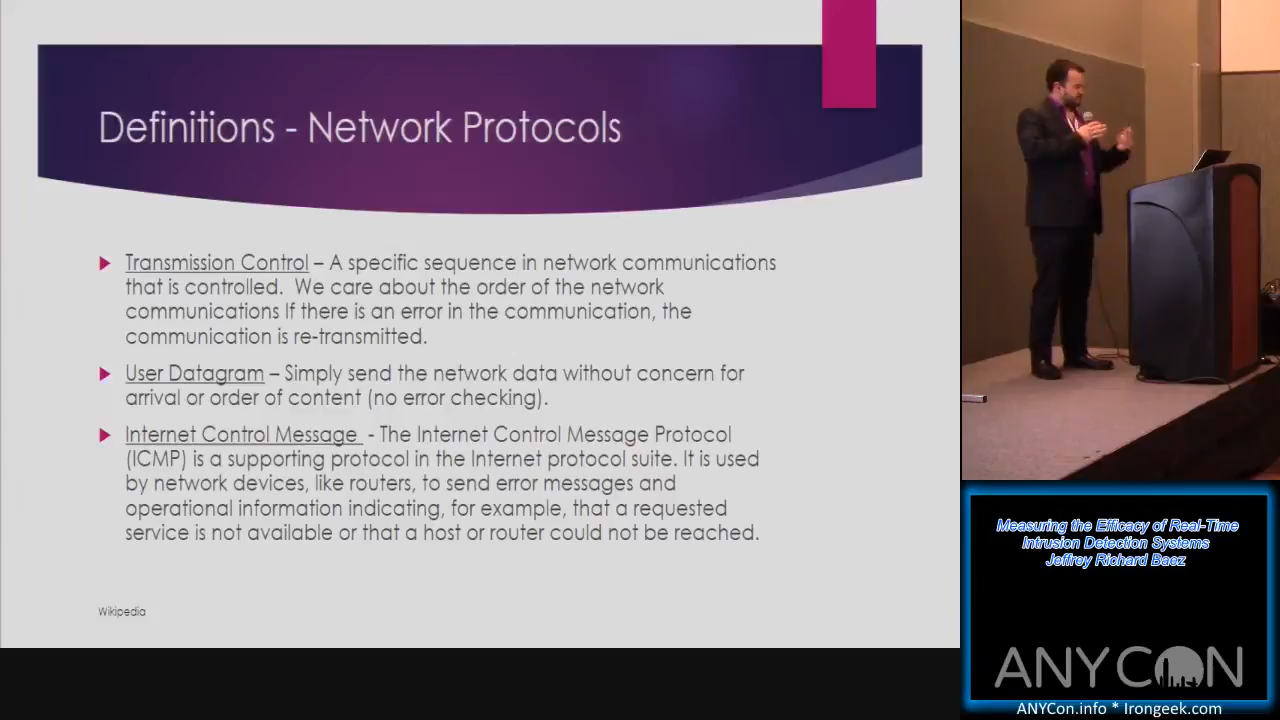 Definitions - Network Protocols
Transmission Control – A specific sequence in network communications
that is controlled.  We care about the order of the network
communications If there is an error in the communication, the
communication is re-transmitted.
User Datagram – Simply send the network data without concern for
arrival or order of content (no error checking).
Internet Control Message  - The Internet Control Message Protocol
(ICMP) is a supporting protocol in the Internet protocol suite. It is used
by network devices, like routers, to send error messages and
operational information indicating, for example, that a requested
service is not available or that a host or router could not be reached.
Wikipedia
Measuring the Efficacy of Real-Time
Intrusion Detection Systems
Jeffrey Richard Baez
ANYCON
ANYCon.info * Irongeek.com